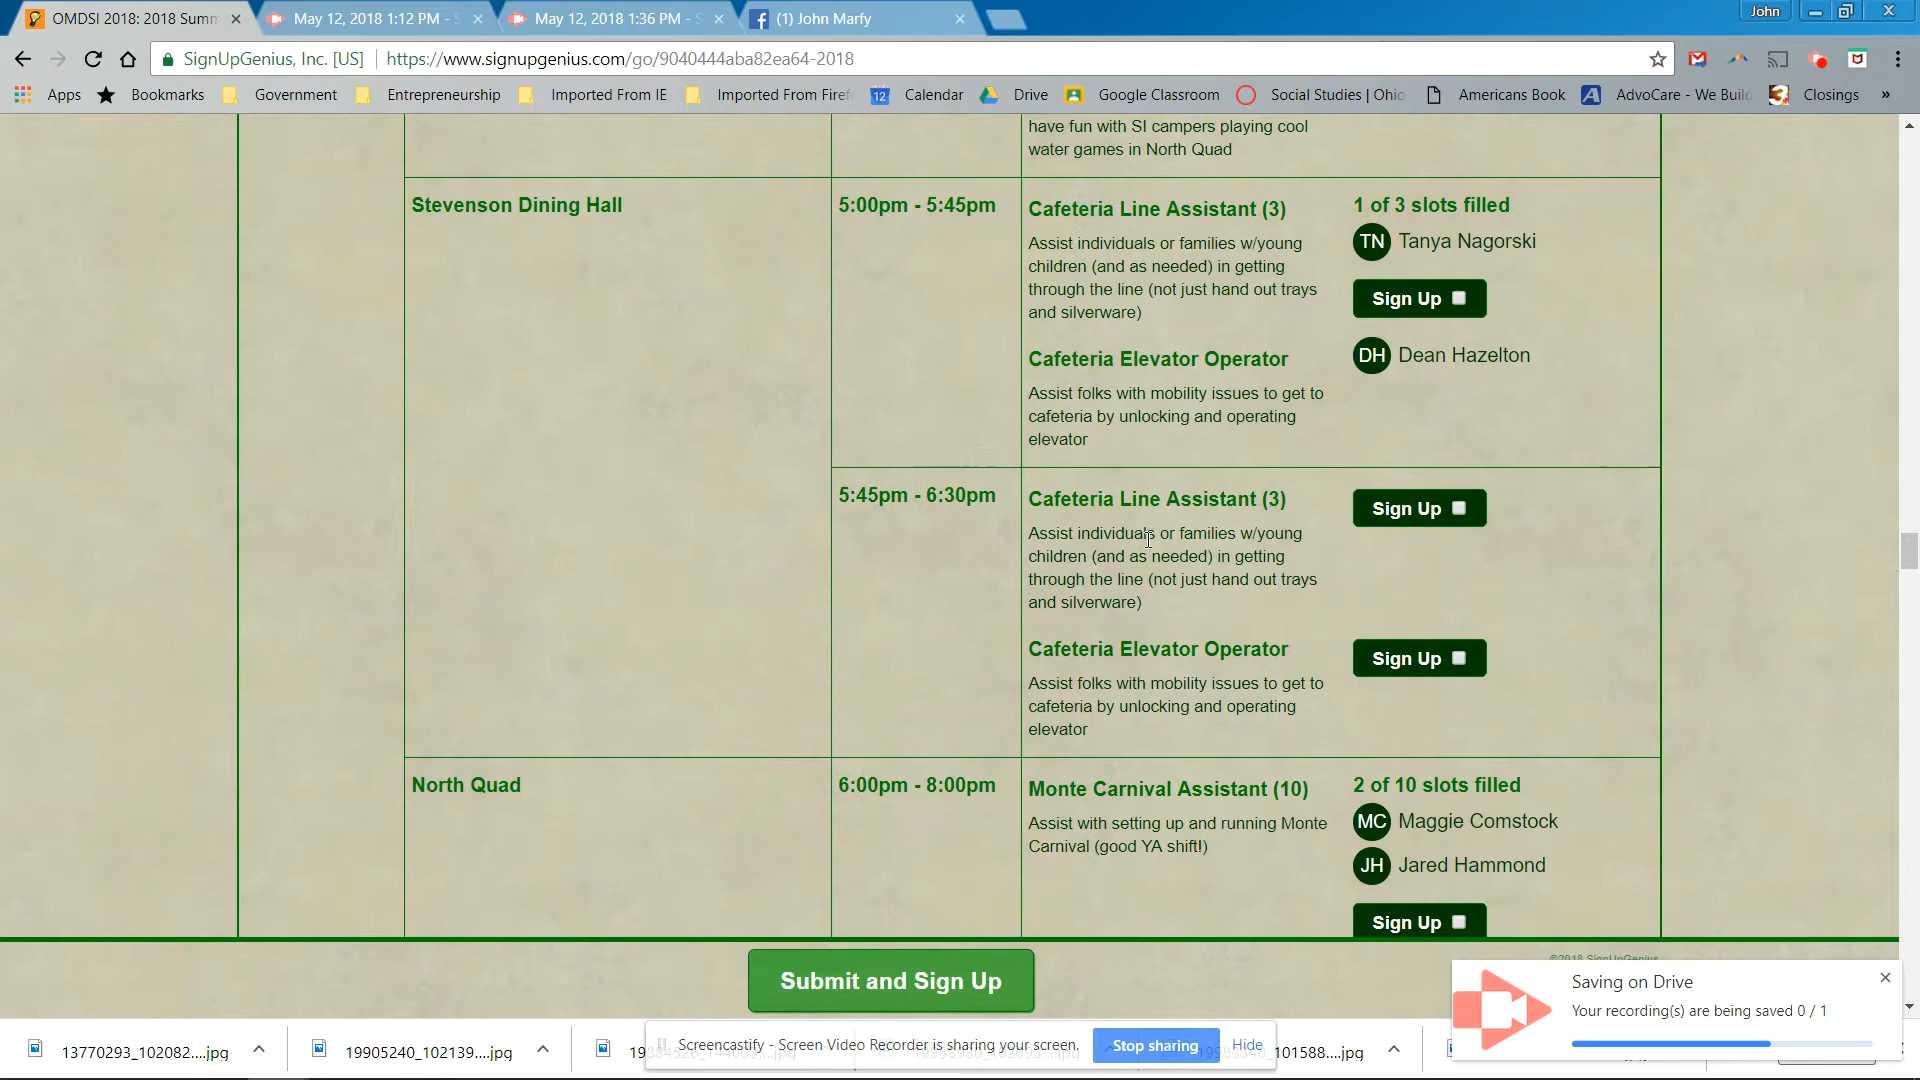 OMDSI 2018: 2018 Summ
May 12, 2018 1:12 PM - S
May 12, 2018 1:36 PM - S
(1) John Marfy
John
SignUpGenius, Inc. [US]
https://www.signupgenius.com/go/9040444aba82ea64-2018
Apps
Bookmarks
Government
Entrepreneurship
Imported From IE
Imported From Firef
12
Calendar
Drive
Google Classroom
Social Studies | Ohio
Americans Book
AdvoCare - We Build
Closings
»
have fun with SI campers playing cool
water games in North Quad
Stevenson Dining Hall
5:00pm - 5:45pm
Cafeteria Line Assistant (3)
Assist individuals or families w/young
children (and as needed) in getting
through the line (not just hand out trays
and silverware)
1 of 3 slots filled
TN Tanya Nagorski
Sign Up
Cafeteria Elevator Operator
Assist folks with mobility issues to get to
cafeteria by unlocking and operating
elevator
DH Dean Hazelton
5:45pm - 6:30pm
Cafeteria Line Assistant (3)
Assist individuals or families w/young
children (and as needed) in getting
through the line (not just hand out trays
and silverware)
Sign Up
Cafeteria Elevator Operator
Assist folks with mobility issues to get to
cafeteria by unlocking and operating
elevator
Sign Up
North Quad
6:00pm - 8:00pm
Monte Carnival Assistant (10)
Assist with setting up and running Monte
Carnival (good YA shift!)
2 of 10 slots filled
MC Maggie Comstock
JH Jared Hammond
Sign Up
Submit and Sign Up
©2018 SignUpGenius
Saving on Drive
Your recording(s) are being saved 0 / 1
13770293_102082....jpg
19905240_102139....jpg
Screencastify - Screen Video Recorder is sharing your screen.
Stop sharing
Hide
101588....jpg